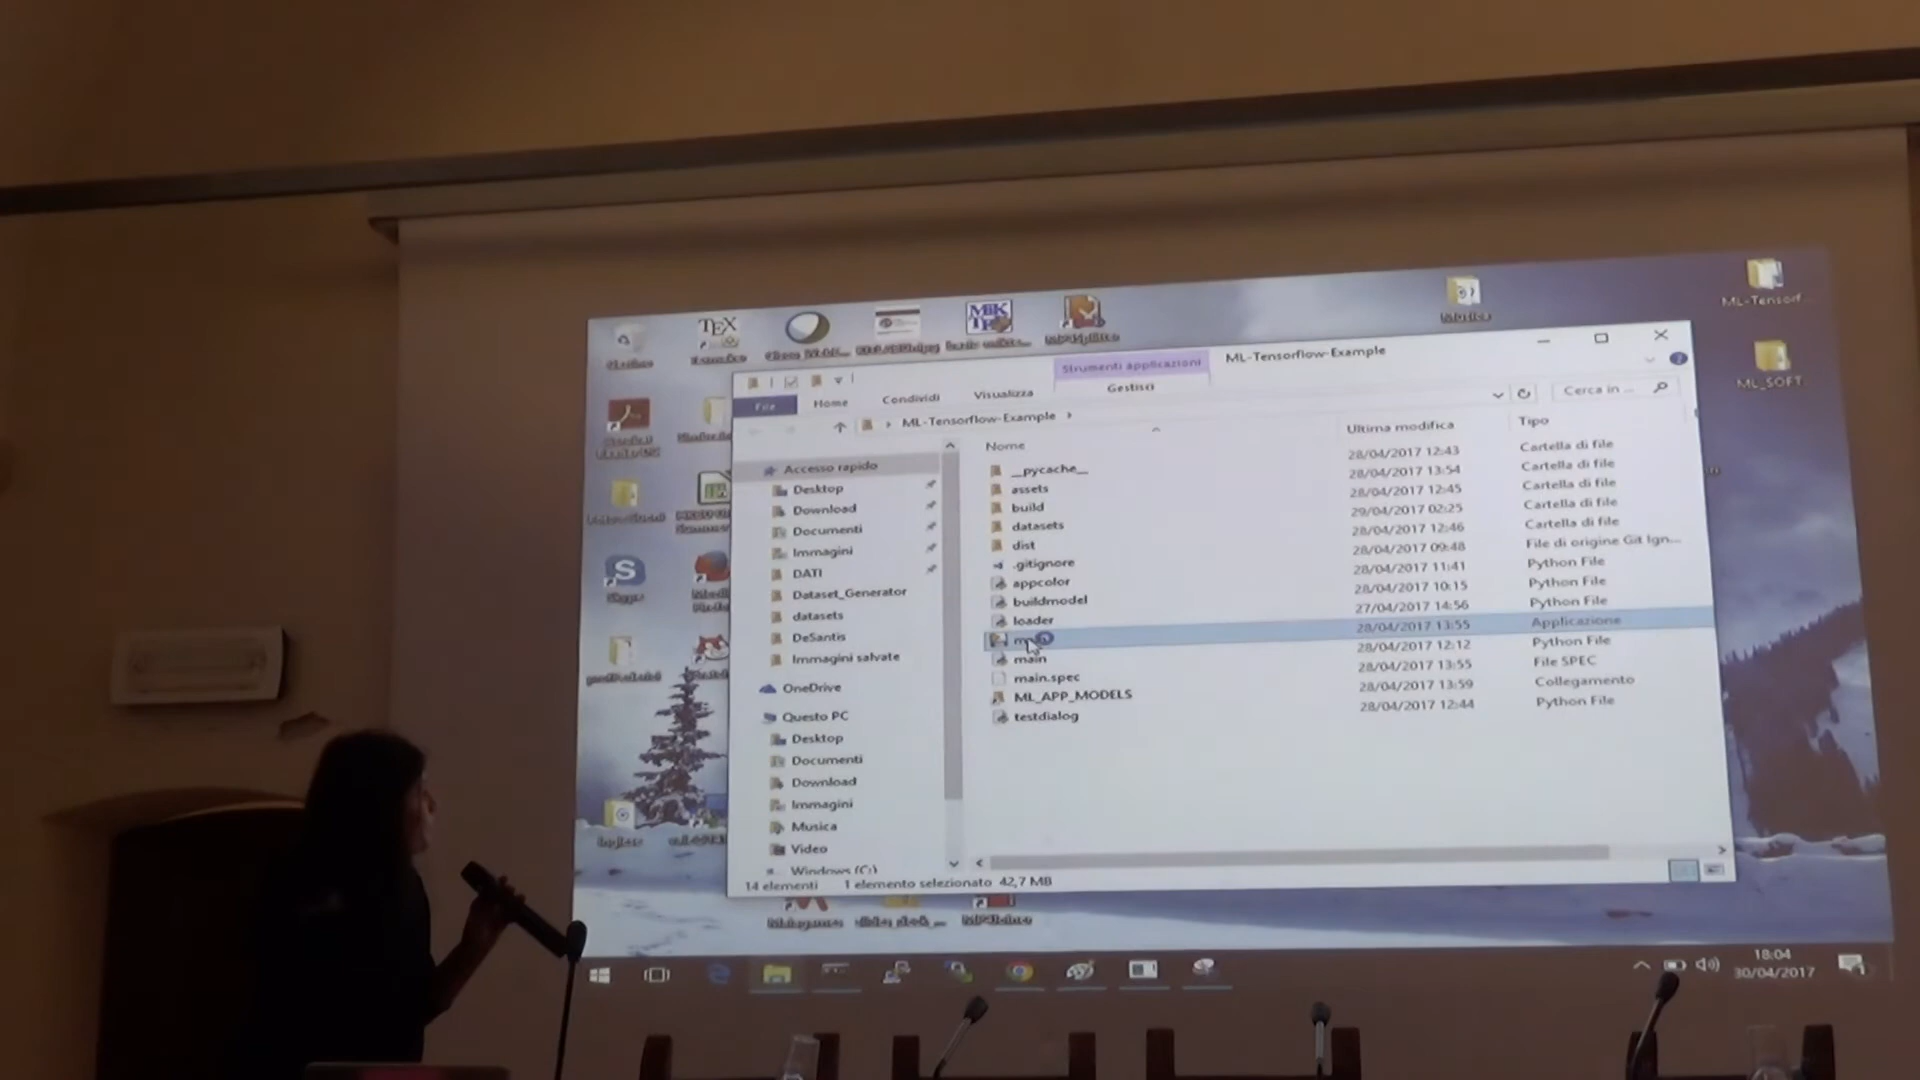 ML-Tensorf
ML_SOFT
Strumenti applicazioni
ML-Tensorflow-Example
File
Home
Condividi
Visualizza
Gestisci
ML-Tensorflow-Example
Cerca in ...
Nome
Ultima modifica
Tipo
__pycache__ 28/04/2017 12:43 Cartella di file
assets 28/04/2017 13:54 Cartella di file
build 28/04/2017 12:45 Cartella di file
datasets 29/04/2017 02:25 Cartella di file
dist 28/04/2017 12:46 Cartella di file
.gitignore 28/04/2017 09:48 File di origine Git Ign...
appcolor 28/04/2017 11:41 Python File
buildmodel 28/04/2017 10:15 Python File
loader 27/04/2017 14:56 Python File
28/04/2017 13:55 Applicazione
main 28/04/2017 12:12 Python File
main.spec 28/04/2017 13:55 File SPEC
ML_APP_MODELS 28/04/2017 13:59 Collegamento
testdialog 28/04/2017 12:44 Python File
Accesso rapido
Desktop
Download
Documenti
Immagini
DATI
Dataset_Generator
datasets
DeSantis
Immagini salvate
OneDrive
Questo PC
Desktop
Documenti
Download
Immagini
Musica
Video
Windows (C:)
14 elementi 1 elemento selezionato 42,7 MB
TEX
MiK
Skype
S
18:04
30/04/2017